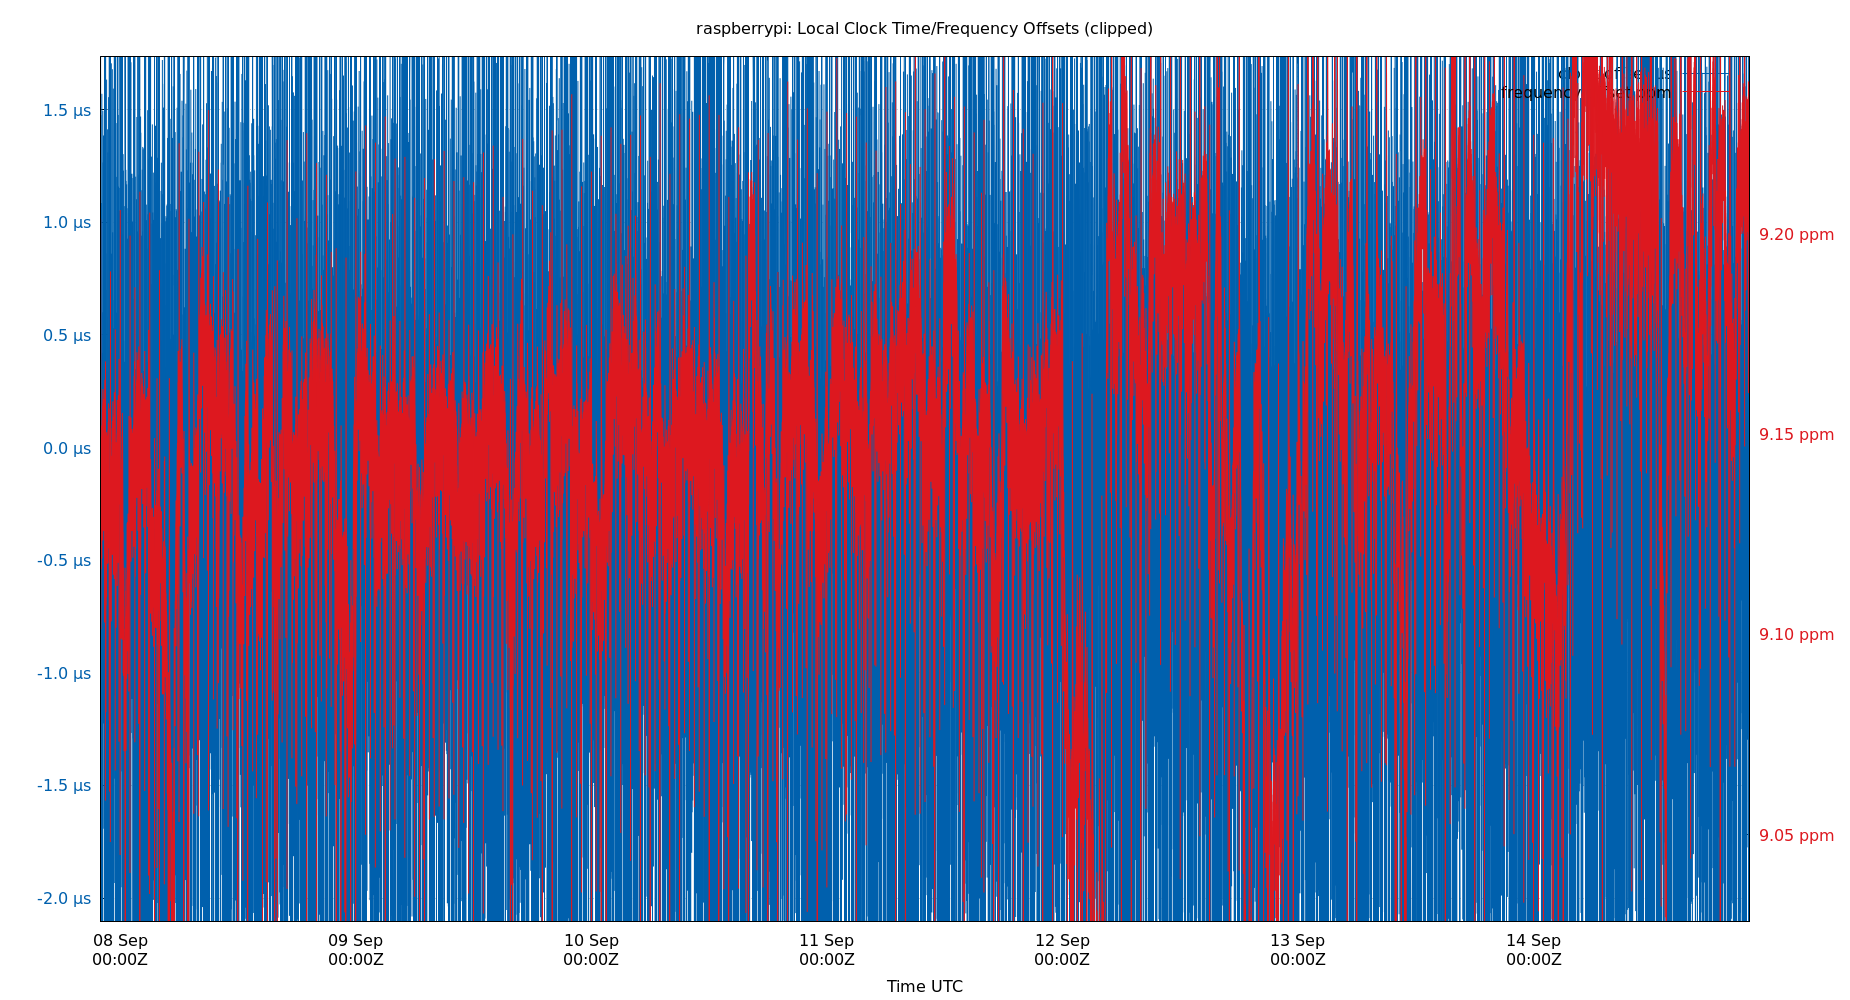 raspberrypi: Local Clock Time/Frequency Offsets (clipped)
frequency offset ppm
1.5 μs
1.0 μs
0.5 μs
0.0 μs
-0.5 μs
-1.0 μs
-1.5 μs
-2.0 μs
9.20 ppm
9.15 ppm
9.10 ppm
9.05 ppm
08 Sep
00:00Z
09 Sep
00:00Z
10 Sep
00:00Z
11 Sep
00:00Z
12 Sep
00:00Z
13 Sep
00:00Z
14 Sep
00:00Z
Time UTC